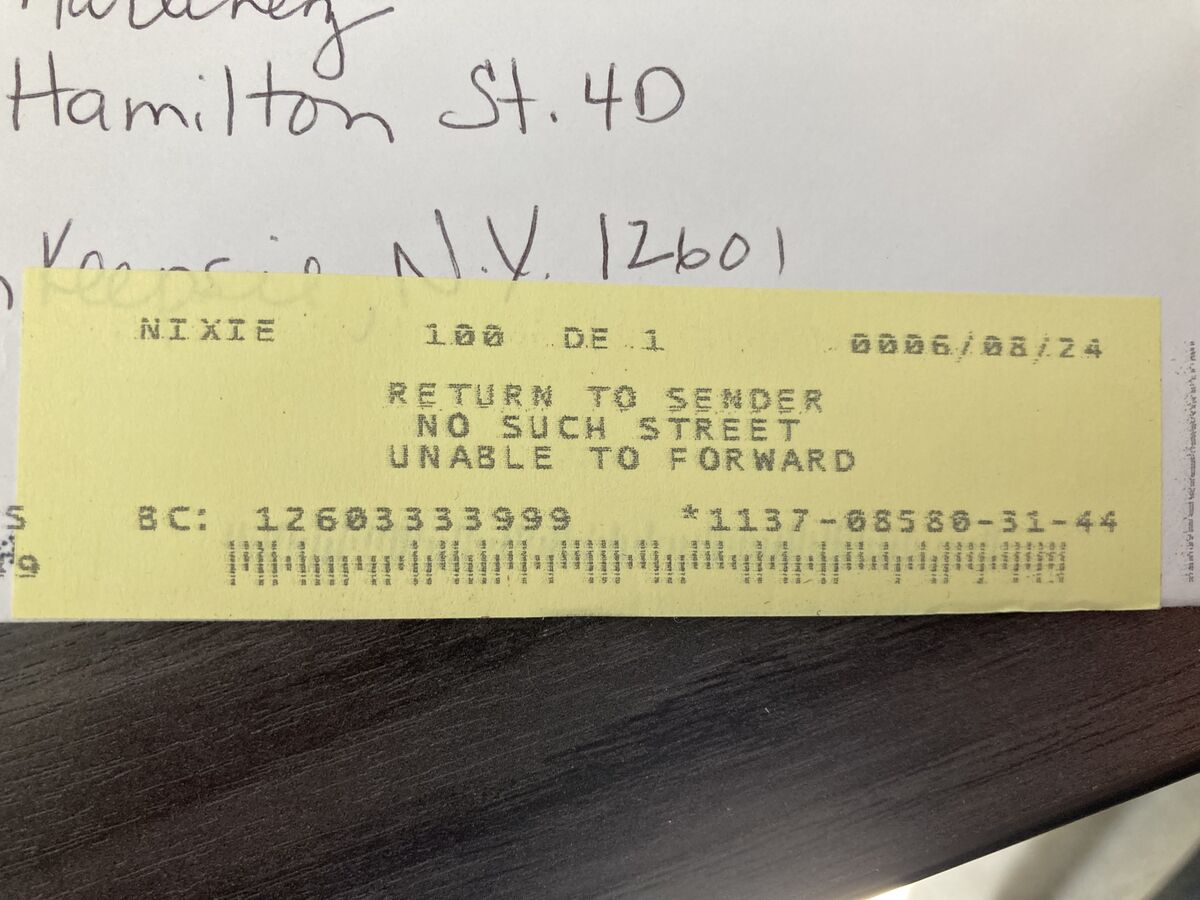 Hamilton St. 4D
Keepsie, N.Y. 12601
NIXIE 100 DE 1 0006/08/24
RETURN TO SENDER
NO SUCH STREET
UNABLE TO FORWARD
BC: 12603333999 *1137-08580-31-44